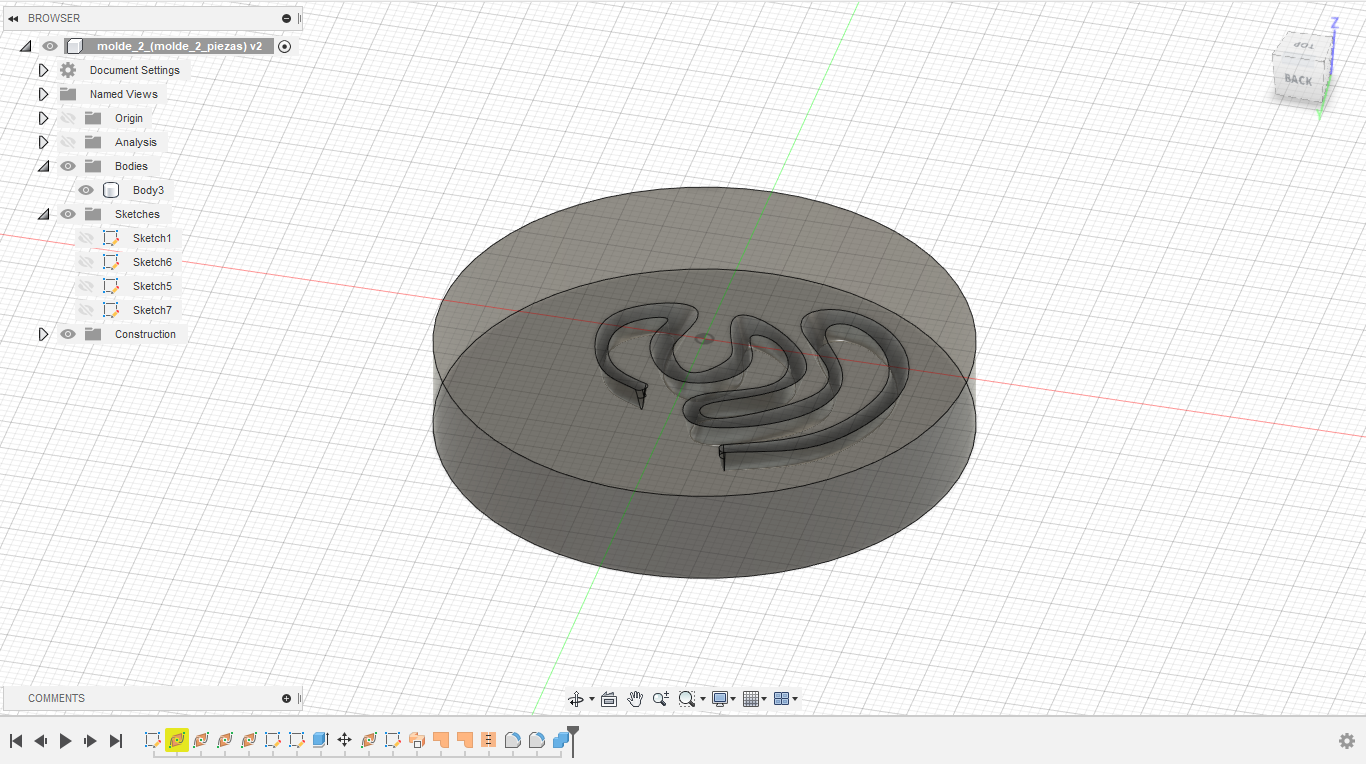 BROWSER
molde_2_(molde_2_piezas) v2
Document Settings
Named Views
Origin
Analysis
Bodies
Body3
Sketches
Sketch1
Sketch6
Sketch5
Sketch7
Construction
Z
TOP
BACK
COMMENTS